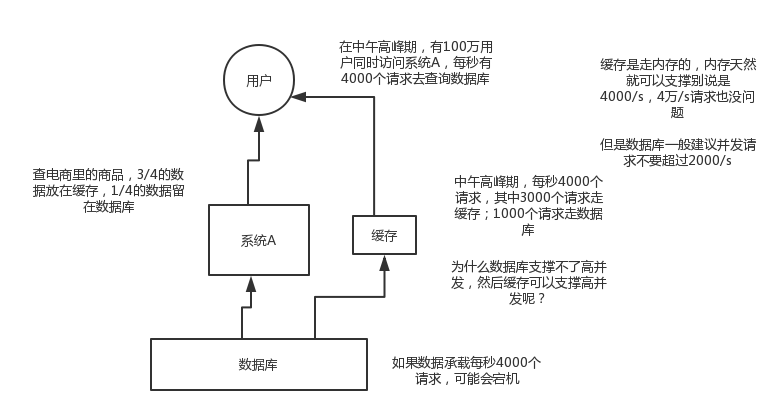 在中午高峰期，有100万用
户同时访问系统A，每秒有
4000个请求去查询数据库
用户
缓存是走内存的，内存天然
就可以支撑别说是
4000/s，4万/s请求也没问
题
但是数据库一般建议并发请
求不要超过2000/s
查电商里的商品，3/4的数
据放在缓存，1/4的数据留
在数据库
中午高峰期，每秒4000个
请求，其中3000个请求走
缓存；1000个请求走数据
库
系统A
缓存
为什么数据库支撑不了高并
发，然后缓存可以支撑高并
发呢？
数据库
如果数据承载每秒4000个
请求，可能会宕机